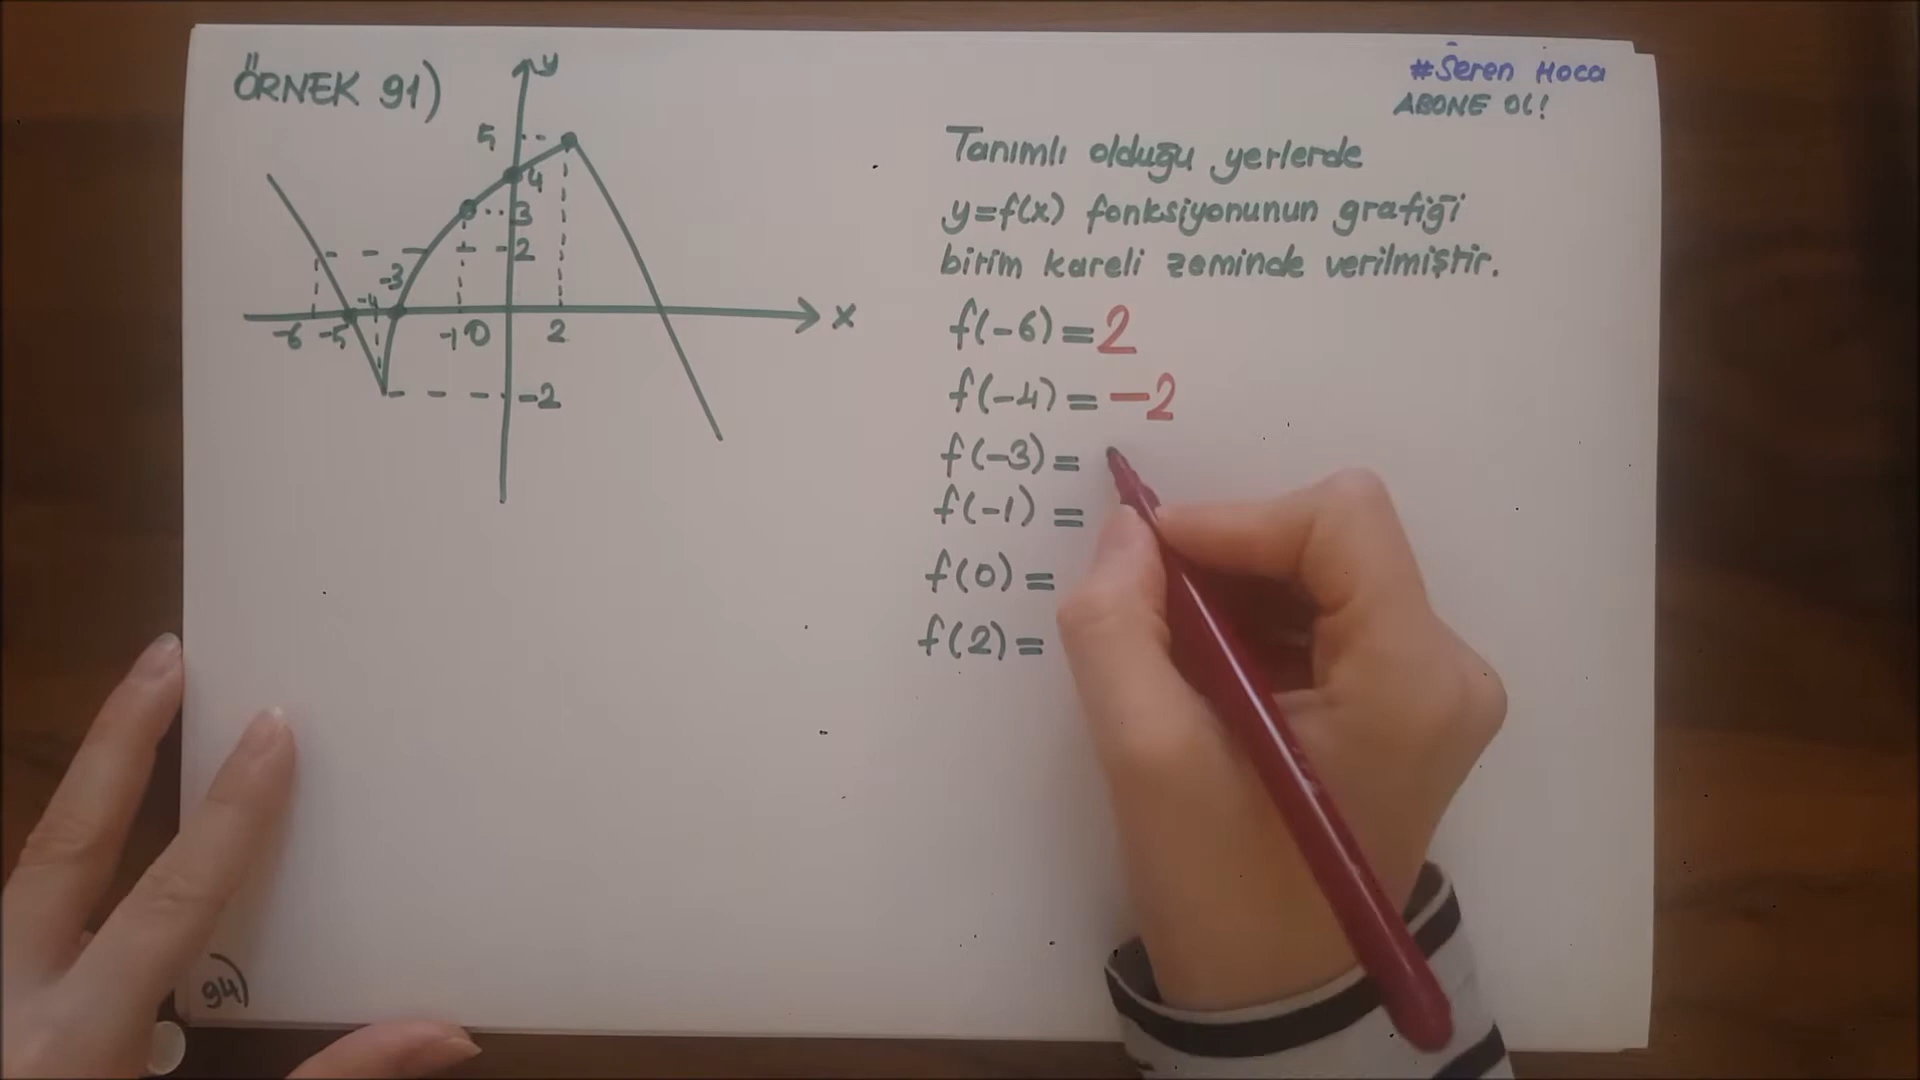 ÖRNEK 91)
#Seren Hoca
ABONE OL!
y
5
4
3
2
-3
-4
-6 -5 -1 0 2
x
-2
Tanımlı olduğu yerlerde
y=f(x) fonksiyonunun grafiği
birim kareli zeminde verilmiştir.
f(-6)=2
f(-4)=-2
f(-3)=
f(-1)=
f(0)=
f(2)=
94)